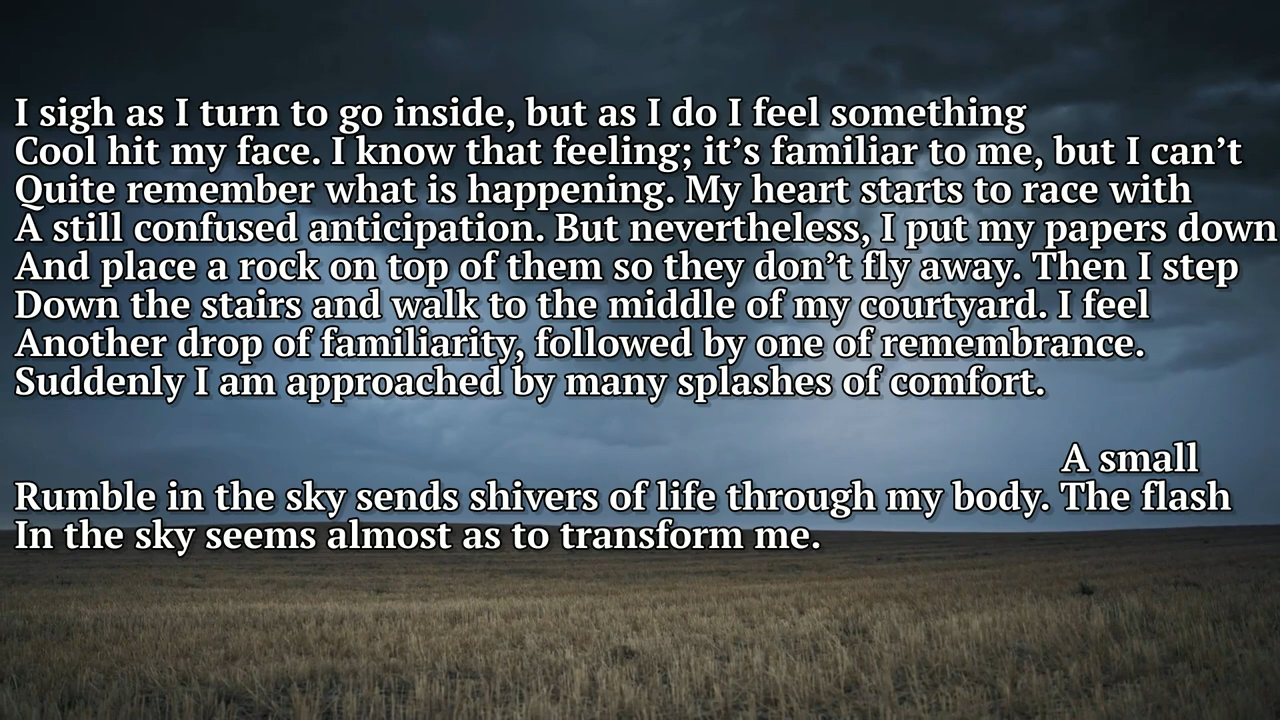 I sigh as I turn to go inside, but as I do I feel something
Cool hit my face. I know that feeling; it’s familiar to me, but I can’t
Quite remember what is happening. My heart starts to race with
A still confused anticipation. But nevertheless, I put my papers down
And place a rock on top of them so they don’t fly away. Then I step
Down the stairs and walk to the middle of my courtyard. I feel
Another drop of familiarity, followed by one of remembrance.
Suddenly I am approached by many splashes of comfort.
A small
Rumble in the sky sends shivers of life through my body. The flash
In the sky seems almost as to transform me.